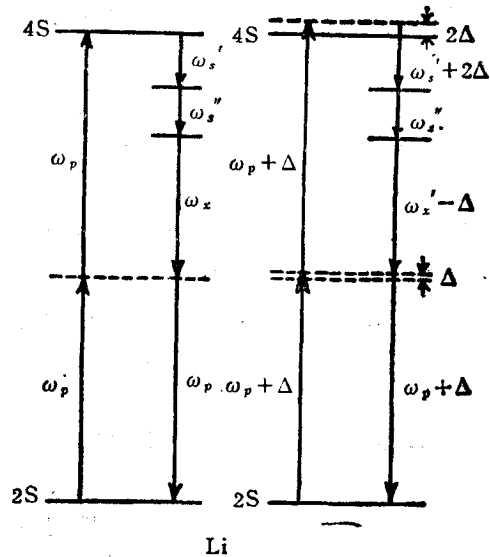 4S
ω_s′
ω_s″
ω_p
ω_x
ω_p
ω_p
2S
4S
2Δ
ω_s′+2Δ
ω_s″
ω_p+Δ
ω_x′−Δ
Δ
ω_p+Δ
ω_p+Δ
2S
Li